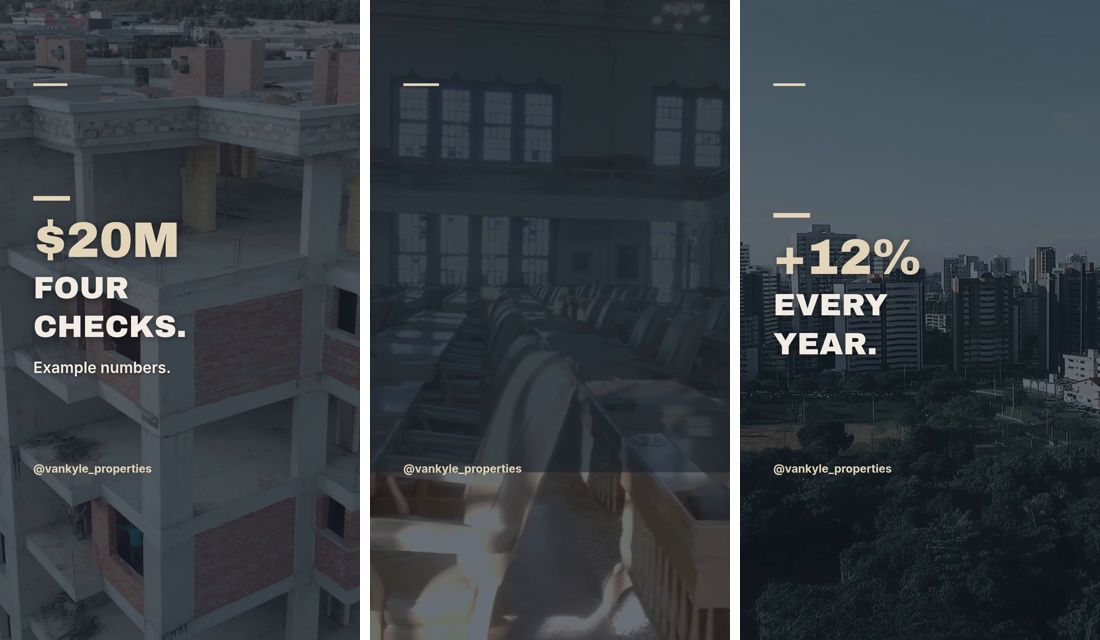 $20M
FOUR
CHECKS.
Example numbers.
@vankyle_properties
@vankyle_properties
+12%
EVERY
YEAR.
@vankyle_properties